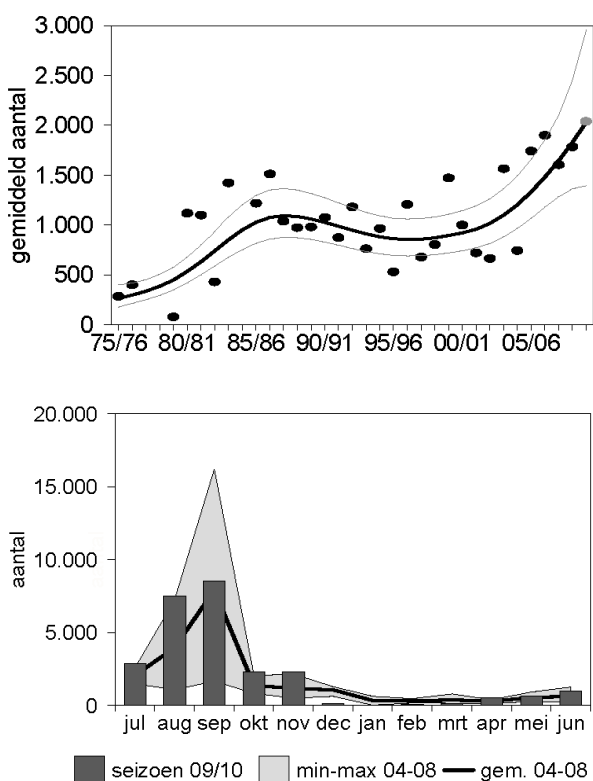 3.000
2.000
1.500
1.000
500
0
gemiddeld aantal
75/76 80/81 85/86 90/91 95/96 00/01 05/06
20.000
15.000
10.000
5.000
0
aantal
jul aug sep okt nov dec jan feb mrt apr mei jun
seizoen 09/10 min-max 04-08 gem. 04-08